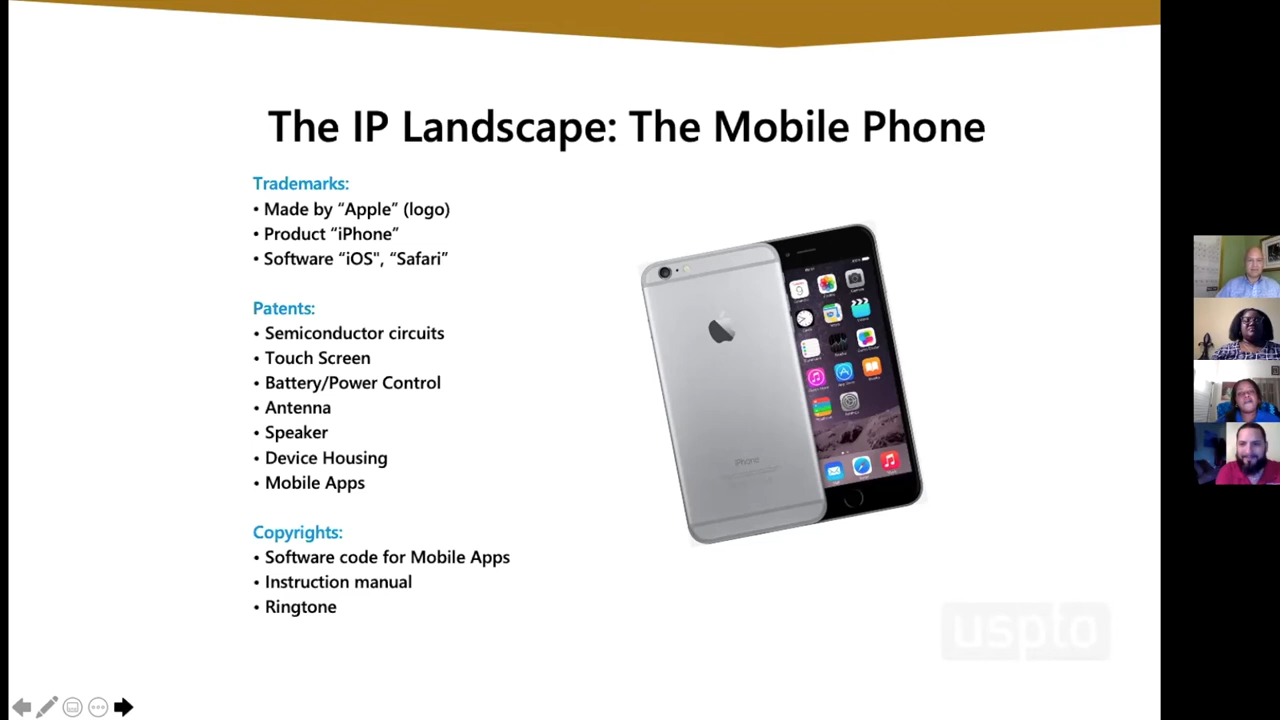 The IP Landscape: The Mobile Phone
Trademarks:
• Made by “Apple” (logo)
• Product “iPhone”
• Software “iOS", “Safari”
Patents:
• Semiconductor circuits
• Touch Screen
• Battery/Power Control
• Antenna
• Speaker
• Device Housing
• Mobile Apps
Copyrights:
• Software code for Mobile Apps
• Instruction manual
• Ringtone
iPhone
uspto